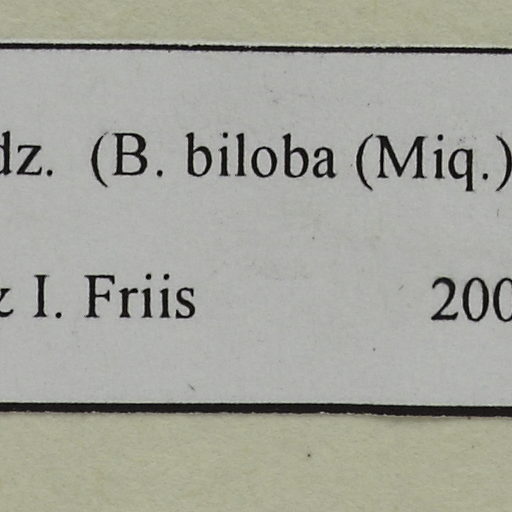 dz. (B. biloba (Miq.)
& I. Friis 200